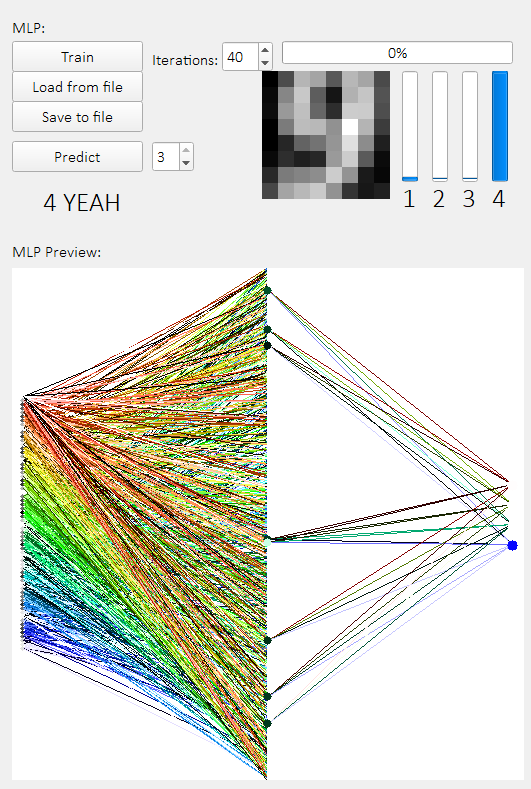 MLP:
Train
Iterations: 40
0%
Load from file
Save to file
Predict
3
4 YEAH
1 2 3 4
MLP Preview: